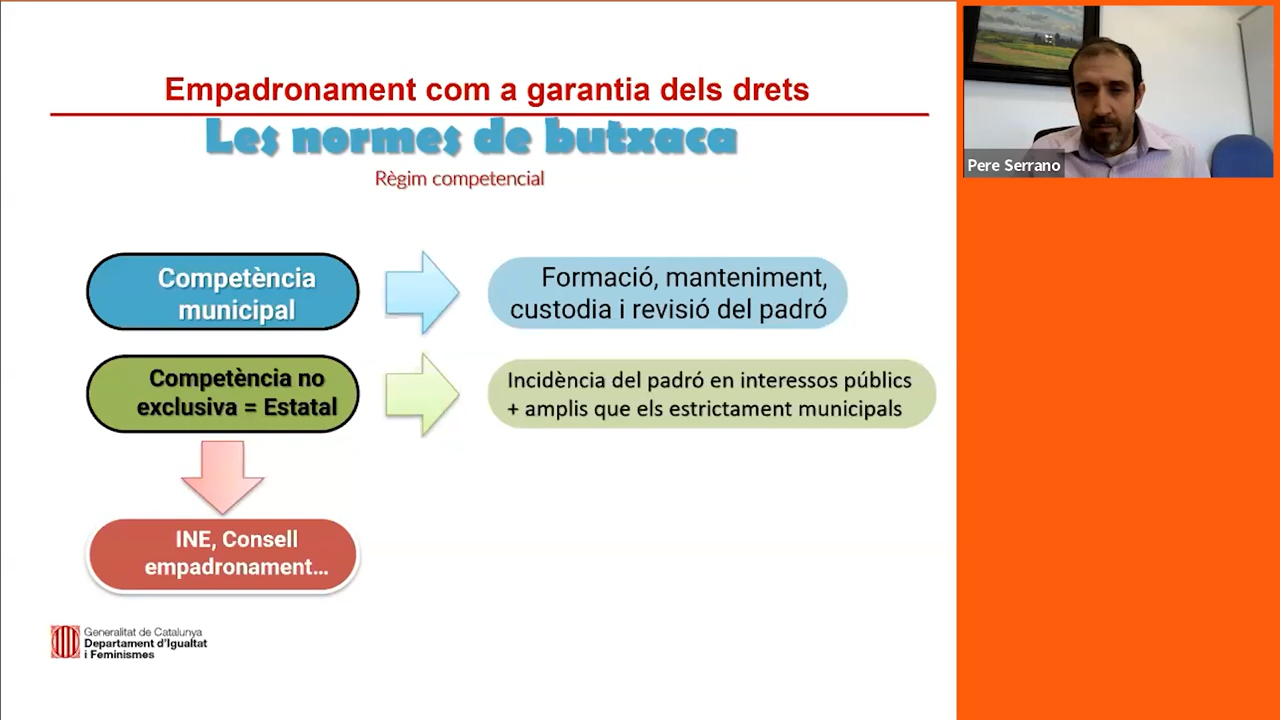 Empadronament com a garantia dels drets
Les normes de butxaca
Règim competencial
Competència
municipal
Formació, manteniment,
custodia i revisió del padró
Competència no
exclusiva = Estatal
Incidència del padró en interessos públics
+ amplis que els estrictament municipals
INE, Consell
empadronament...
Generalitat de Catalunya
Departament d'Igualtat
i Feminismes
Pere Serrano